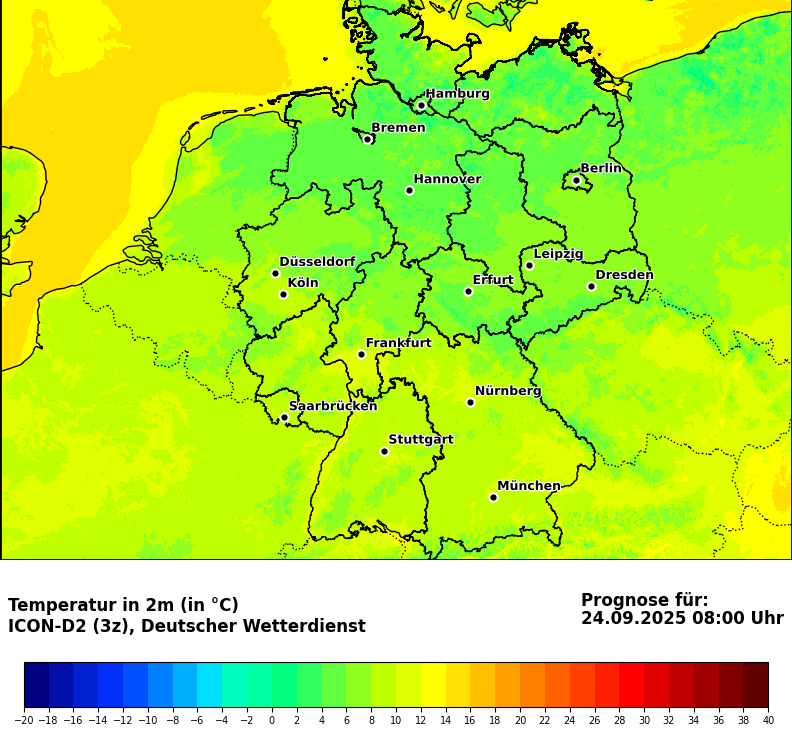 Hamburg
Bremen
Berlin
Hannover
Leipzig
Düsseldorf
Dresden
Köln
Erfurt
Frankfurt
Nürnberg
Saarbrücken
Stuttgart
München
Temperatur in 2m (in °C)
ICON-D2 (3z), Deutscher Wetterdienst
Prognose für:
24.09.2025 08:00 Uhr
−20 −18 −16 −14 −12 −10 −8 −6 −4 −2 0 2 4 6 8 10 12 14 16 18 20 22 24 26 28 30 32 34 36 38 40